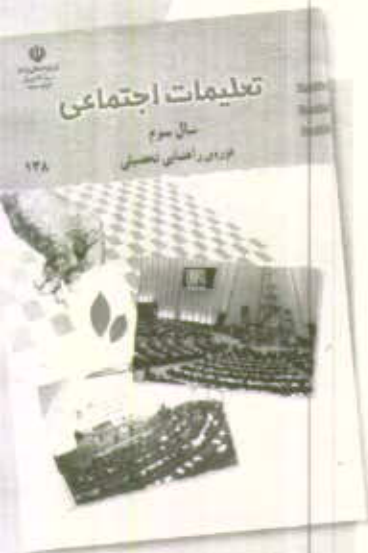 تعلیمات اجتماعی
سال سوم
دوره‌ی راهنمایی تحصیلی
۱۳۸